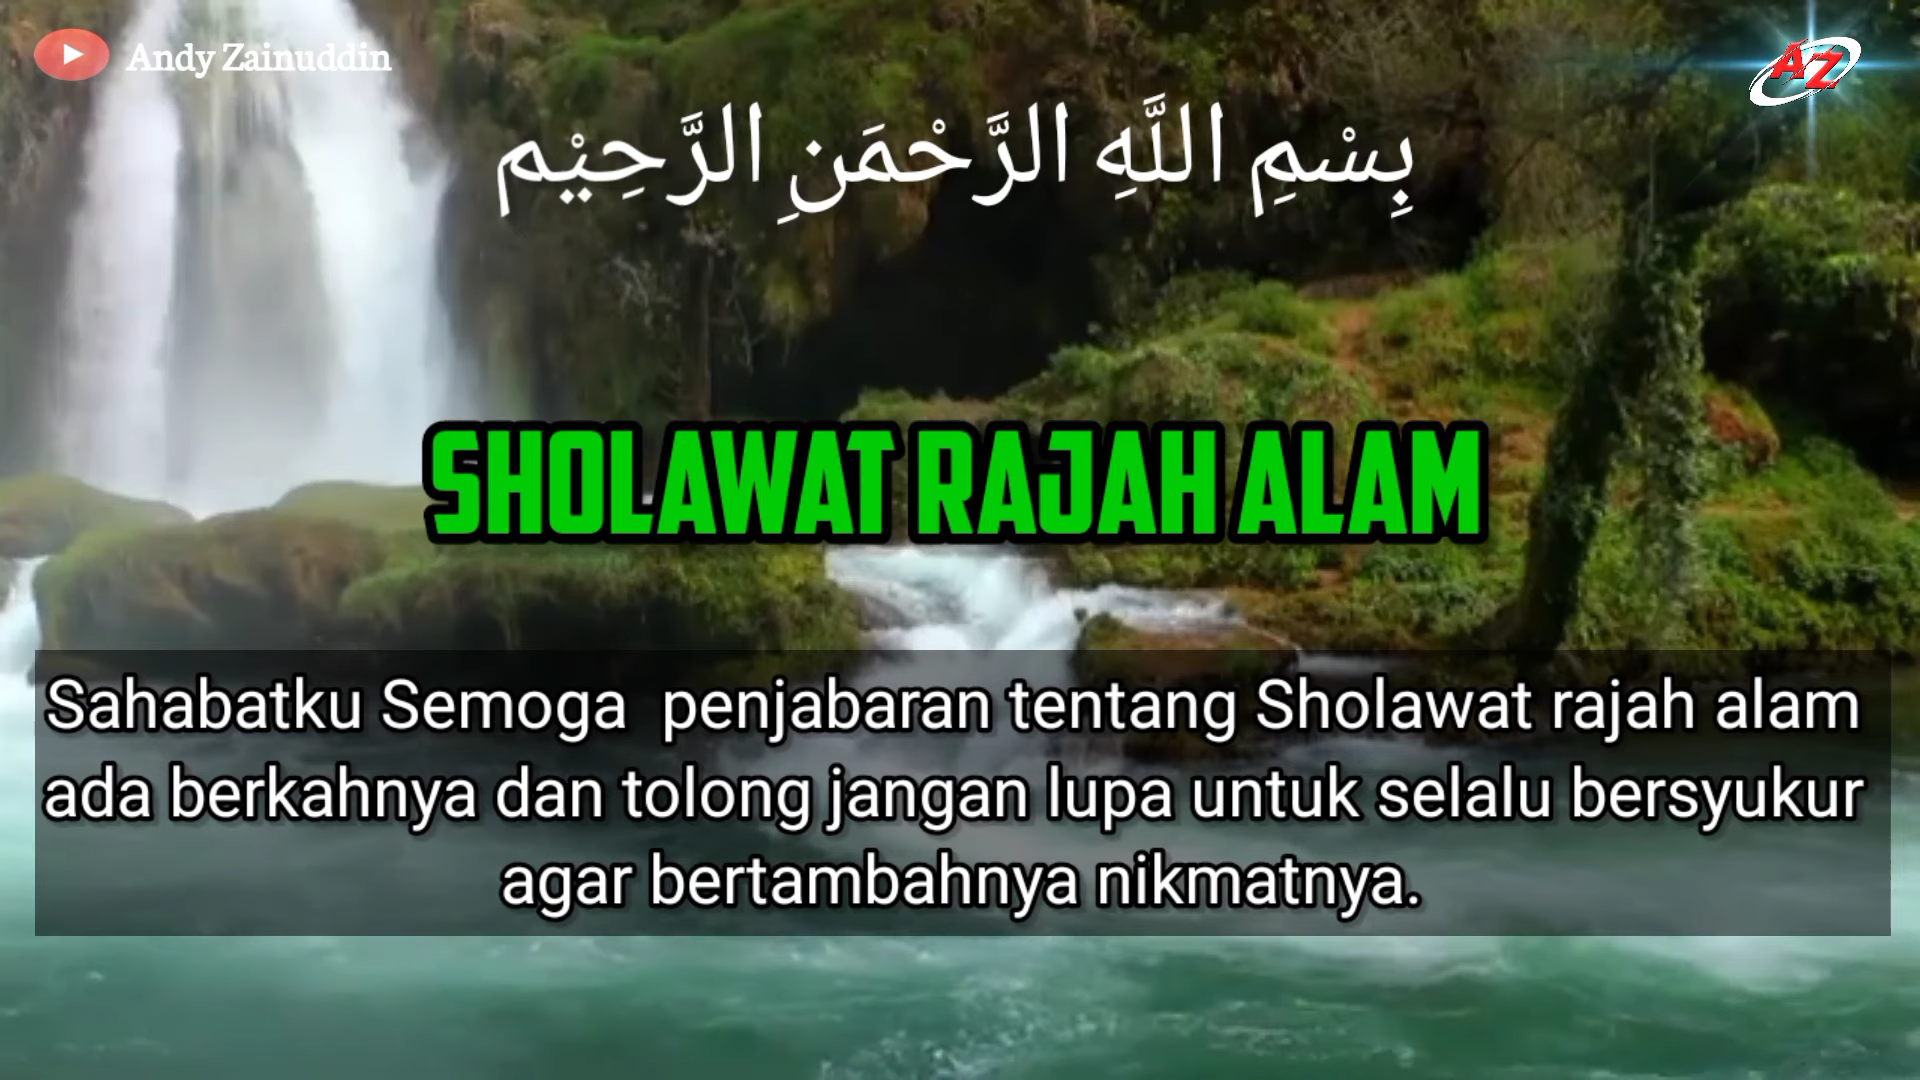 Andy Zainuddin
AZ
بِسْمِ اللَّهِ الرَّحْمَنِ الرَّحِيْم
SHOLAWAT RAJAH ALAM
Sahabatku Semoga  penjabaran tentang Sholawat rajah alam
ada berkahnya dan tolong jangan lupa untuk selalu bersyukur
agar bertambahnya nikmatnya.